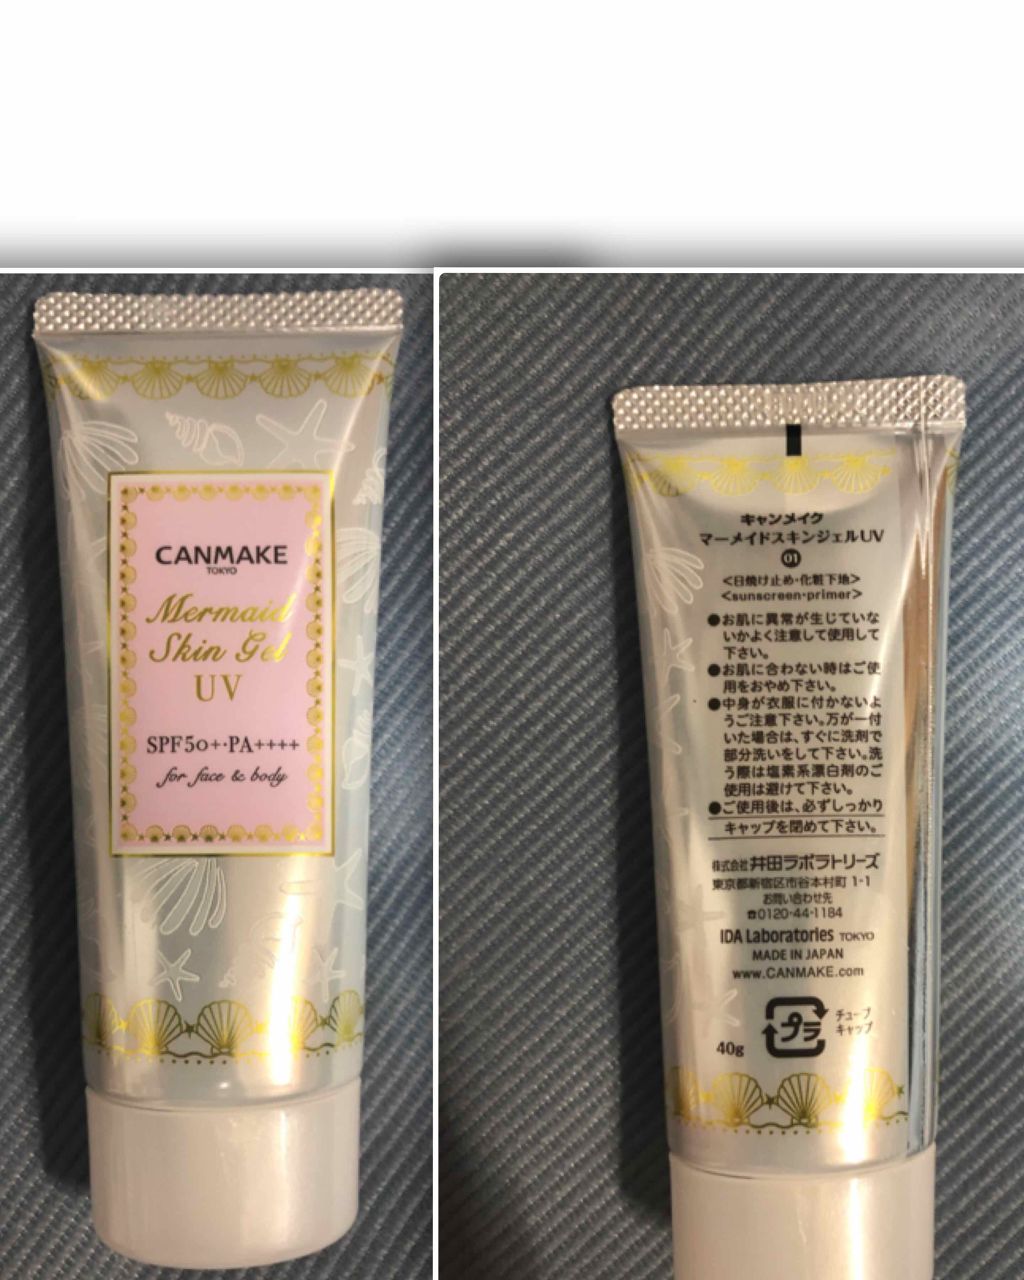 CANMAKE
TOKYO
Mermaid
Skin Gel
UV
SPF50+·PA++++
for face & body
キャンメイク
マーメイドスキンジェルUV
01
<日焼け止め・化粧下地>
<sunscreen・primer>
●お肌に異常が生じていな
いかよく注意して使用して
下さい。
●お肌に合わない時はご使
用をおやめ下さい。
●中身が衣服に付かないよ
うご注意下さい。万が一付
いた場合は、すぐに洗剤で
部分洗いをして下さい。洗
う際は塩素系漂白剤のご
使用は避けて下さい。
●ご使用後は、必ずしっかり
キャップを閉めて下さい。
株式会社 井田ラボラトリーズ
東京都新宿区市谷本村町 1-1
お問い合わせ先
☎0120-44-1184
IDA Laboratories TOKYO
MADE IN JAPAN
www.CANMAKE.com
プラ
チューブ
キャップ
40g